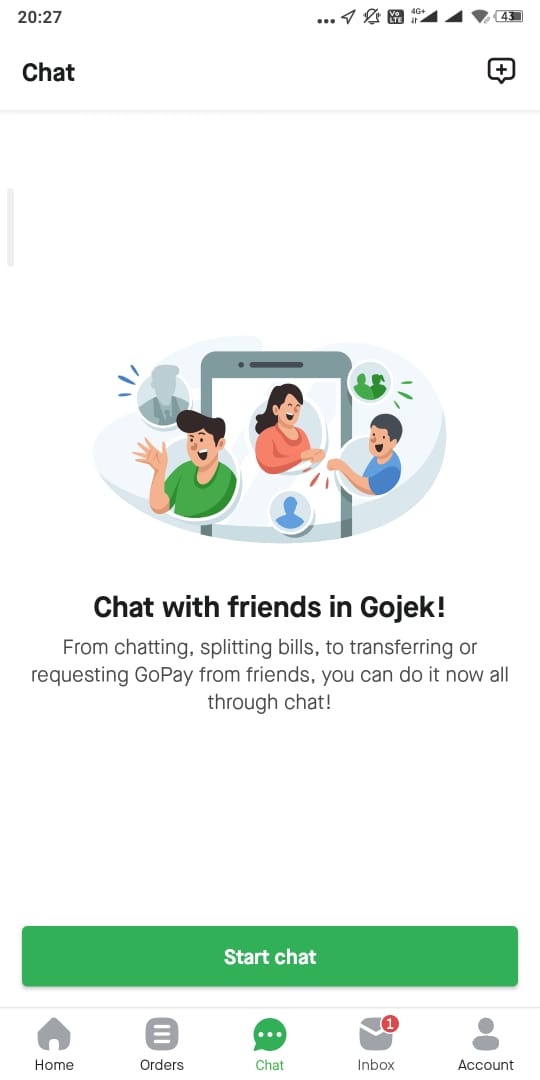 20:27
Vo
LTE
4G+
43
Chat
Chat with friends in Gojek!
From chatting, splitting bills, to transferring or
requesting GoPay from friends, you can do it now all
through chat!
Start chat
1
Home
Orders
Chat
Inbox
Account